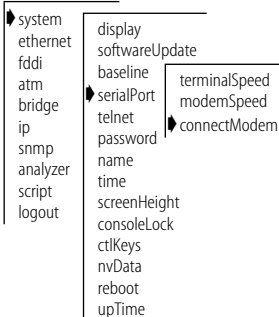 system
ethernet
fddi
atm
bridge
ip
snmp
analyzer
script
logout
display
softwareUpdate
baseline
serialPort
telnet
password
name
time
screenHeight
consoleLock
ctlKeys
nvData
reboot
upTime
terminalSpeed
modemSpeed
connectModem